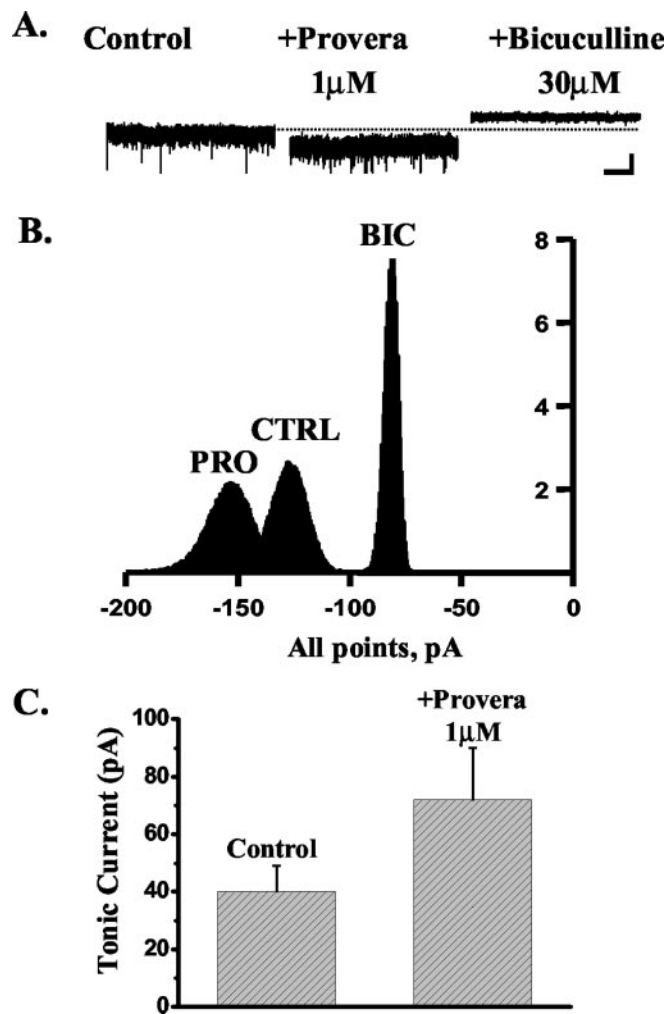 A.
Control +Provera +Bicuculline
1μM 30μM
B.
BIC
8
6
CTRL
4
PRO
2
-200 -150 -100 -50 0
All points, pA
C.
100
+Provera
1μM
80
60
Control
40
20
0
Tonic Current (pA)